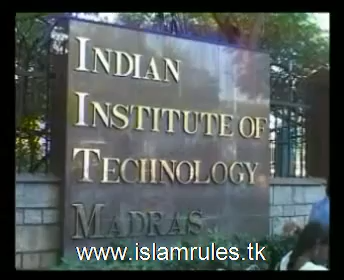 INDIAN
INSTITUTE OF
TECHNOLOGY
MADRAS
www.islamrules.tk